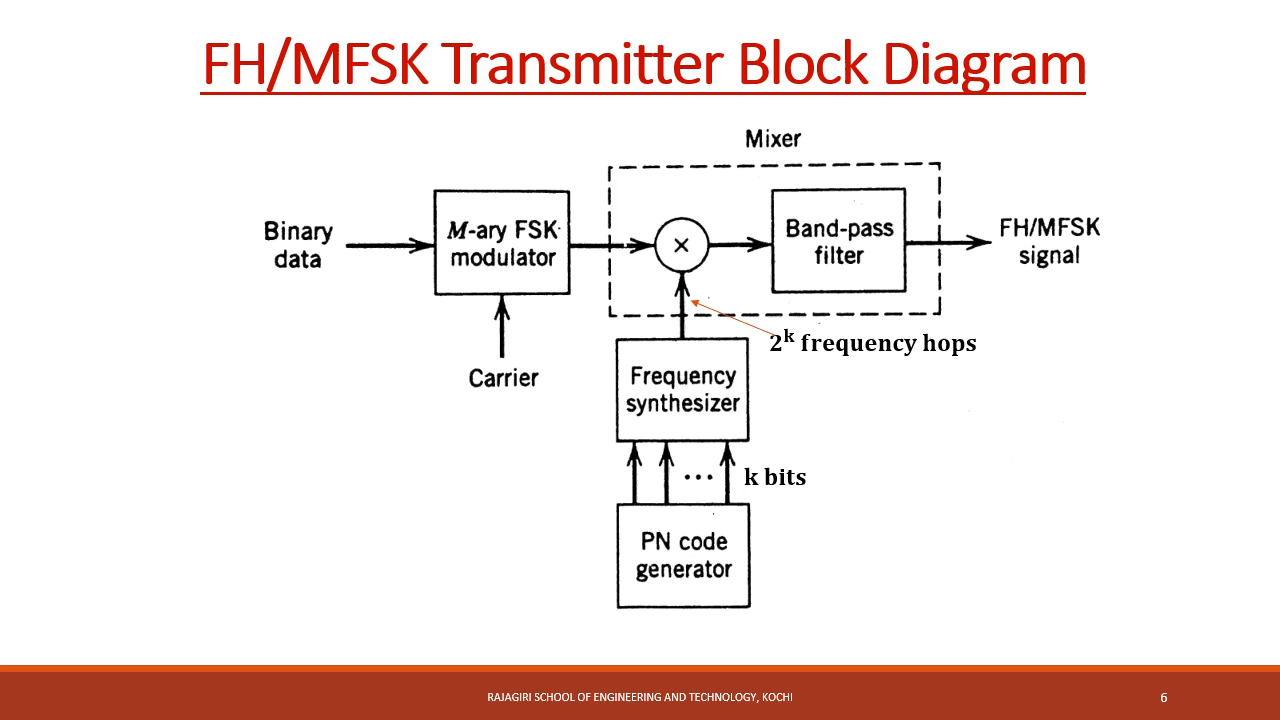 FH/MFSK Transmitter Block Diagram
Mixer
Binary
data
M-ary FSK
modulator
×
Band-pass
filter
FH/MFSK
signal
Carrier
2^k frequency hops
Frequency
synthesizer
... k bits
PN code
generator
RAJAGIRI SCHOOL OF ENGINEERING AND TECHNOLOGY, KOCHI
6